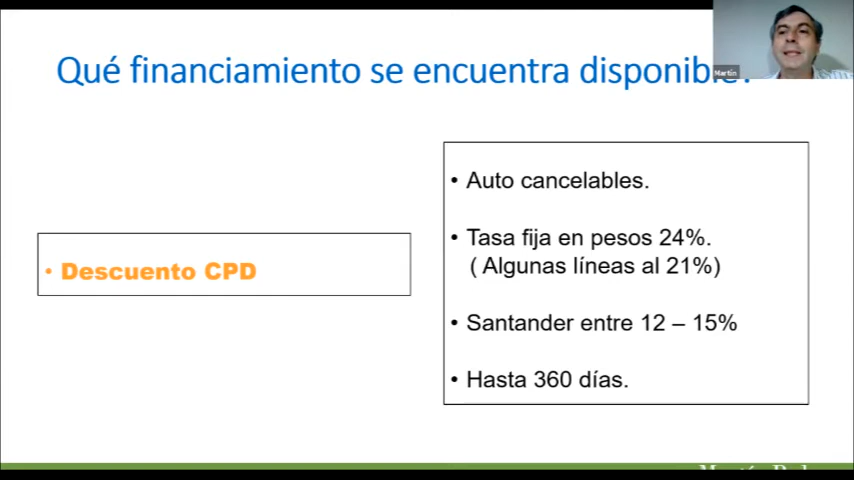 Qué financiamiento se encuentra disponible?
Martín
• Auto cancelables.
• Tasa fija en pesos 24%.
( Algunas líneas al 21%)
• Descuento CPD
• Santander entre 12 – 15%
• Hasta 360 días.